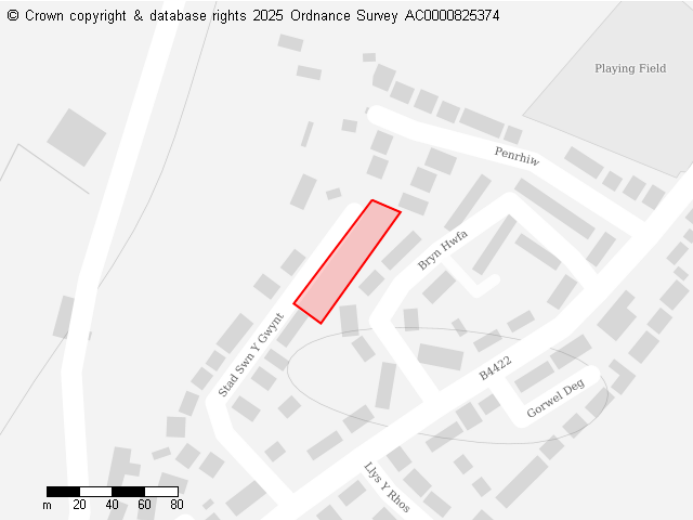 © Crown copyright & database rights 2025 Ordnance Survey AC0000825374
Playing Field
Penrhiw
Bryn Hwfa
Stad Swn Y Gwynt
B4422
Gorwel Deg
Llys Y Rhos
m 20 40 60 80